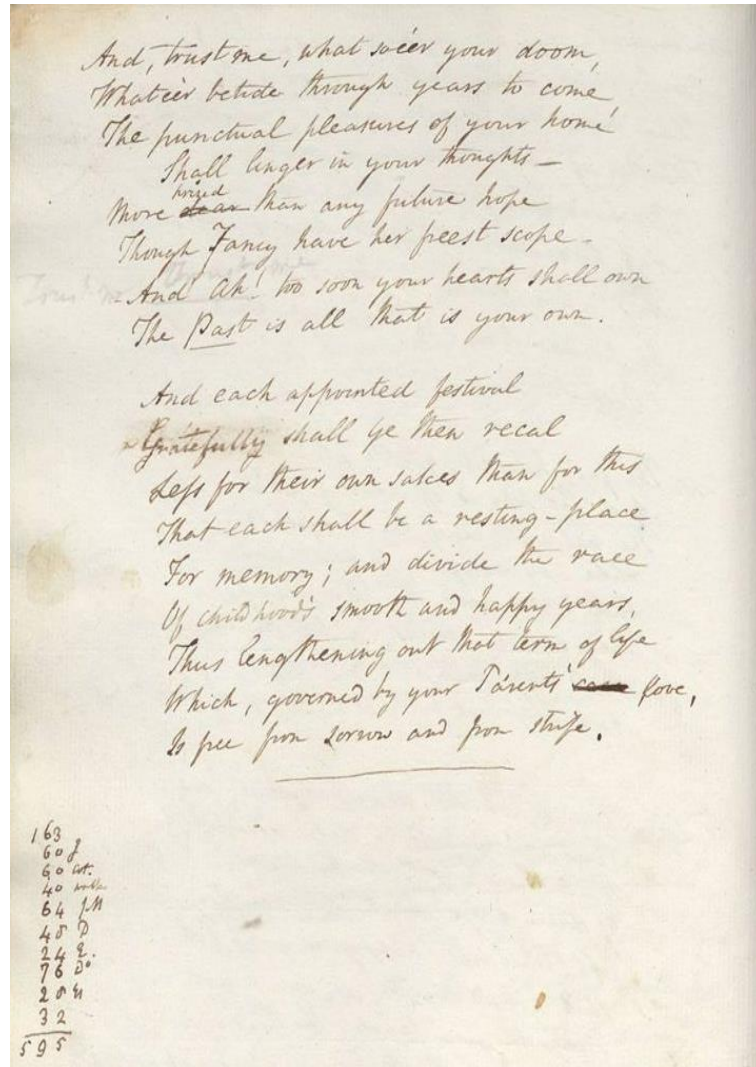 And, trust me, what so'er your doom,
Whate'er betide through years to come,
The punctual pleasures of your home
Shall linger in your thoughts —
More dear prized than any future hope
Though Fancy have her freest scope –
And Ah! too soon your hearts shall own
The Past is all that is your own.
And each appointed festival
Gratefully shall ye then recal
Less for their own sakes than for this
That each shall be a resting-place
For memory; and divide the race
Of childhood's smooth and happy years,
Thus lengthening out that term of life
Which, governed by your Parents' love,
Is free from sorrow and from strife.
163
60 J
60
40
64 JM
48 D
24 E.
76 Do
28
32
595